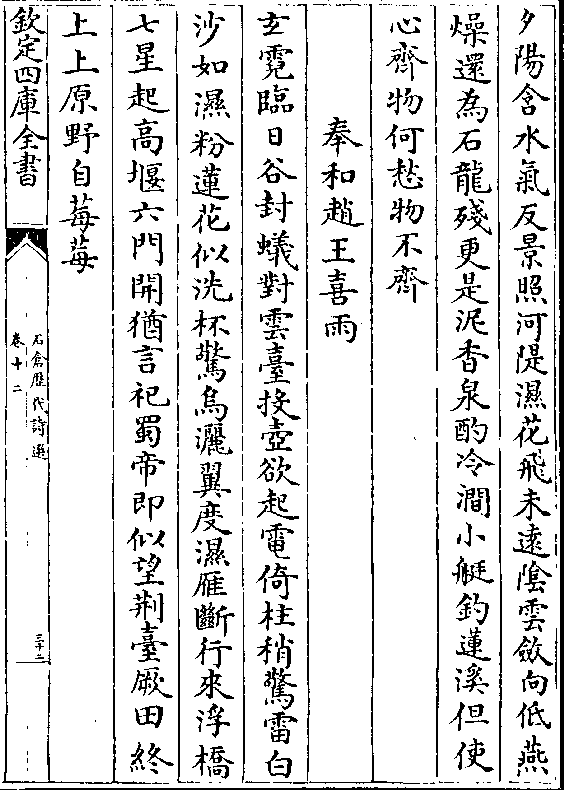 夕陽含水氣反景照河隄濕花飛未逺隂雲斂向低燕
燥還為石龍殘更是泥香泉酌冷澗小艇釣蓮溪但使
心齊物何愁物不齊
奉和趙王喜雨
𤣥霓臨日谷封蟻對雲臺投壺欲起電倚柱稍驚雷白
沙如濕粉蓮花似洗杯驚烏灑翼度濕雁斷行來浮橋
七星起髙堰六門開猶言祀蜀帝即似望荆臺厥田終
上上原野自莓莓
欽定四庫全書
石倉歴代詩選
卷十二
三十二